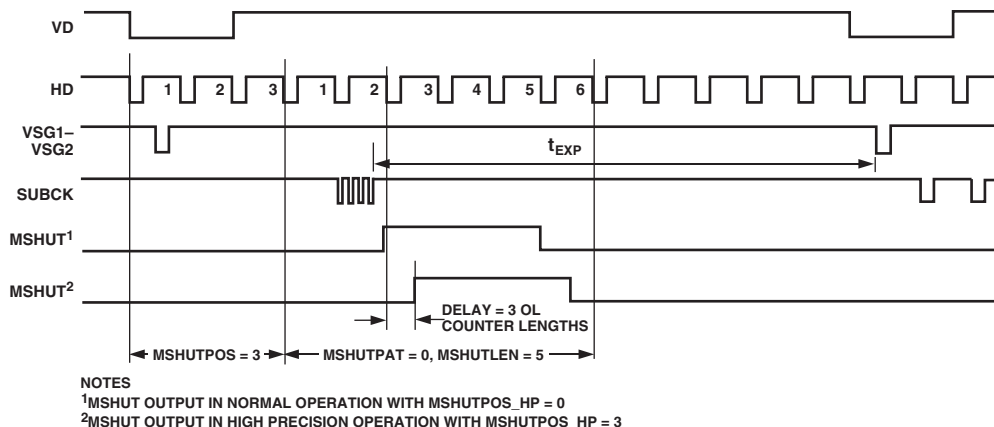 VD
HD
1 2 3 1 2 3 4 5 6
VSG1–
VSG2
tEXP
SUBCK
MSHUT1
MSHUT2
DELAY = 3 OL
COUNTER LENGTHS
MSHUTPOS = 3
MSHUTPAT = 0, MSHUTLEN = 5
NOTES
1MSHUT OUTPUT IN NORMAL OPERATION WITH MSHUTPOS_HP = 0
2MSHUT OUTPUT IN HIGH PRECISION OPERATION WITH MSHUTPOS_HP = 3